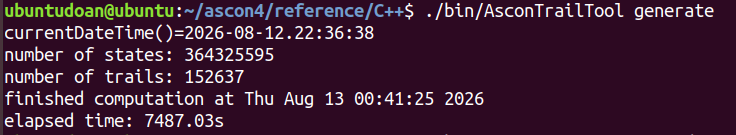 ubuntudoan@ubuntu:~/ascon4/reference/C++$ ./bin/AsconTrailTool generate
currentDateTime()=2026-08-12.22:36:38
number of states: 364325595
number of trails: 152637
finished computation at Thu Aug 13 00:41:25 2026
elapsed time: 7487.03s